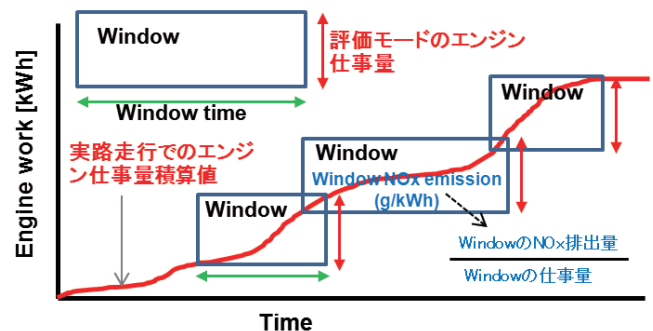 Engine work [kWh]
Window
評価モードのエンジン
仕事量
Window time
Window
実路走行でのエンジ
ン仕事量積算値
Window
Window NOx emission
(g/kWh)
Window
WindowのNOx排出量
Windowの仕事量
Time